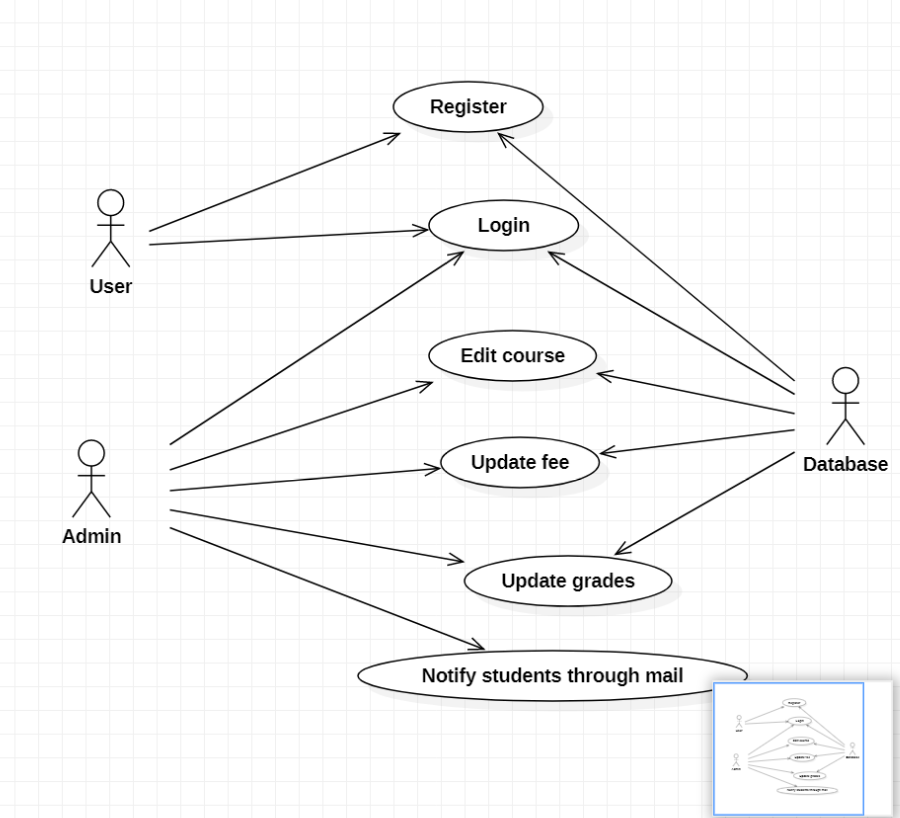 Register
Login
User
Edit course
Update fee
Database
Admin
Update grades
Notify students through mail